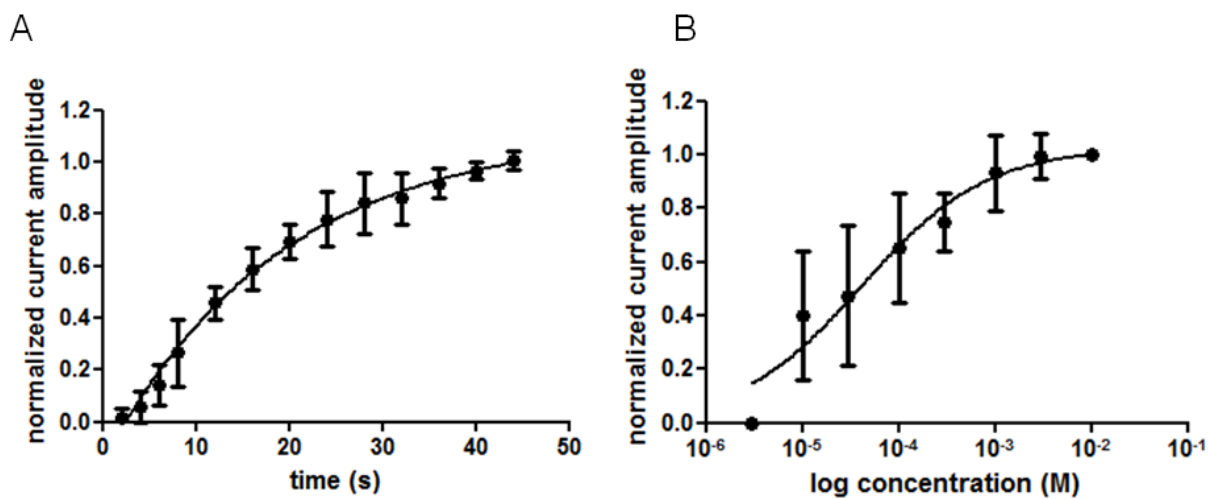 A
normalized current amplitude
1.2
1.0
0.8
0.6
0.4
0.2
0.0
0 10 20 30 40 50
time (s)
B
normalized current amplitude
1.2
1.0
0.8
0.6
0.4
0.2
0.0
10⁻⁶ 10⁻⁵ 10⁻⁴ 10⁻³ 10⁻² 10⁻¹
log concentration (M)